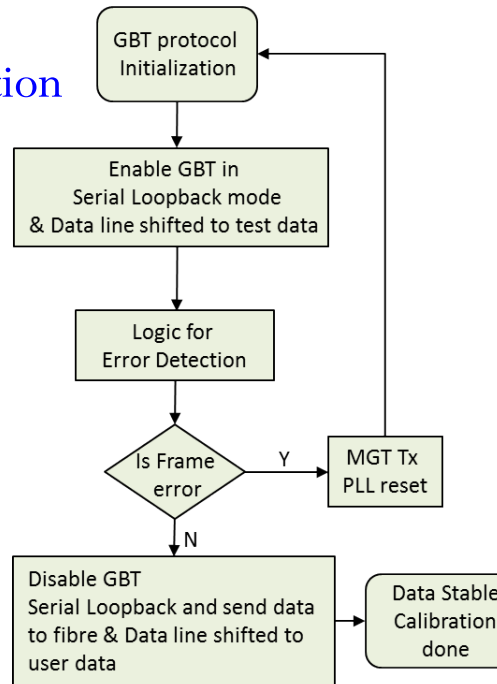 tion
GBT protocol
Initialization
Enable GBT in
Serial Loopback mode
& Data line shifted to test data
Logic for
Error Detection
Is Frame
error
Y
MGT Tx
PLL reset
N
Disable GBT
Serial Loopback and send data
to fibre & Data line shifted to
user data
Data Stable
Calibration
done